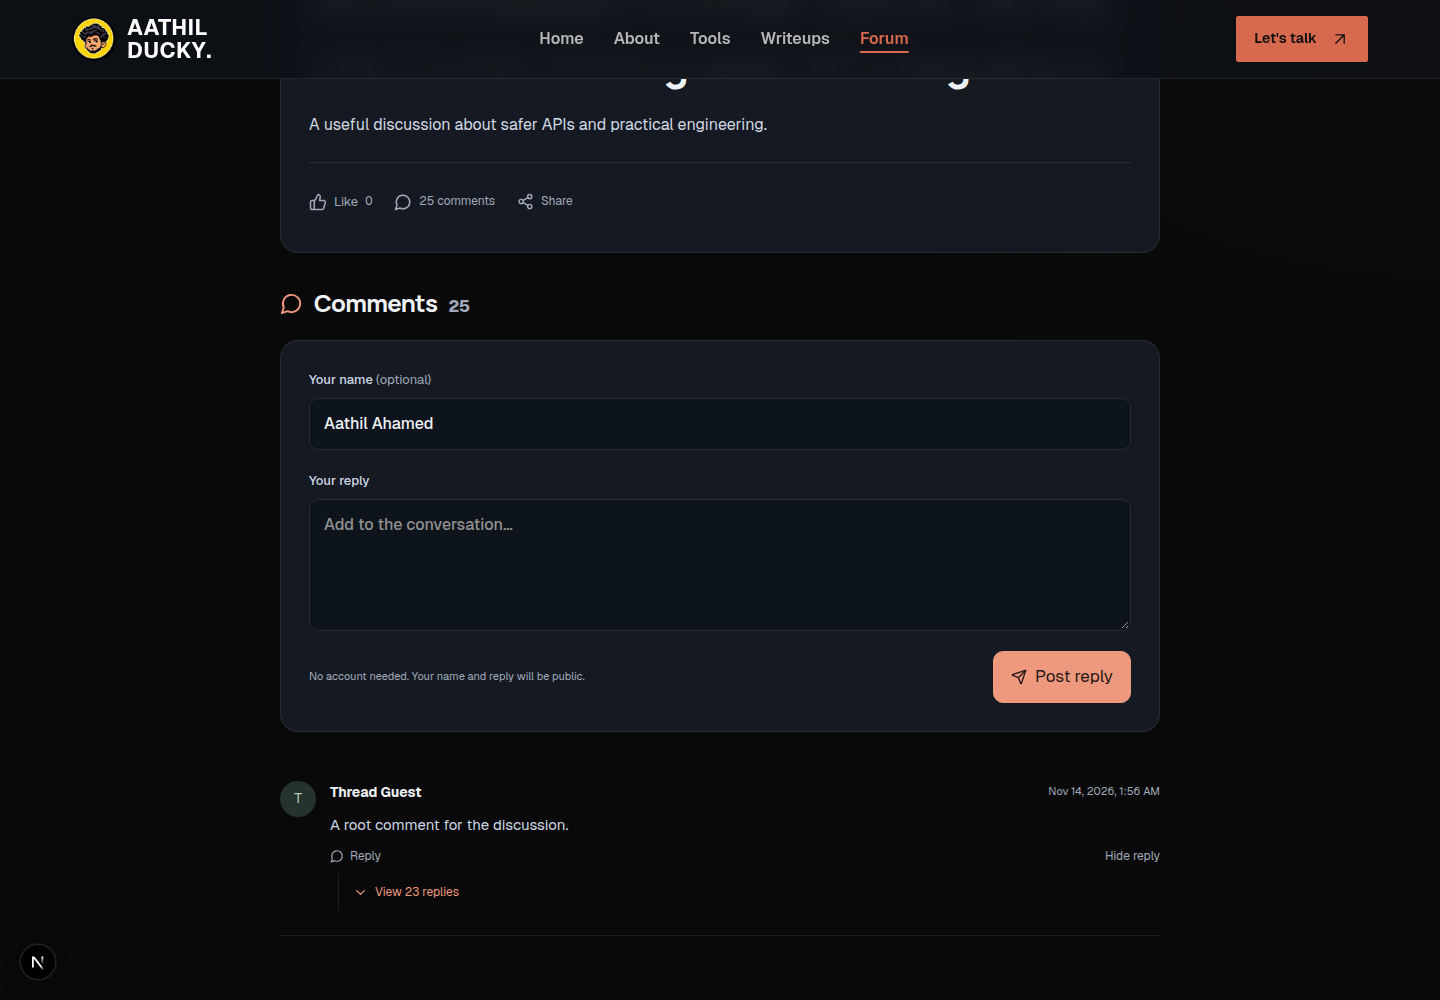 AATHIL
DUCKY.
Home
About
Tools
Writeups
Forum
Let's talk
A useful discussion about safer APIs and practical engineering.
Like 0
25 comments
Share
Comments 25
Your name (optional)
Aathil Ahamed
Your reply
Add to the conversation...
No account needed. Your name and reply will be public.
Post reply
T
Thread Guest
Nov 14, 2026, 1:56 AM
A root comment for the discussion.
Reply
Hide reply
View 23 replies
N